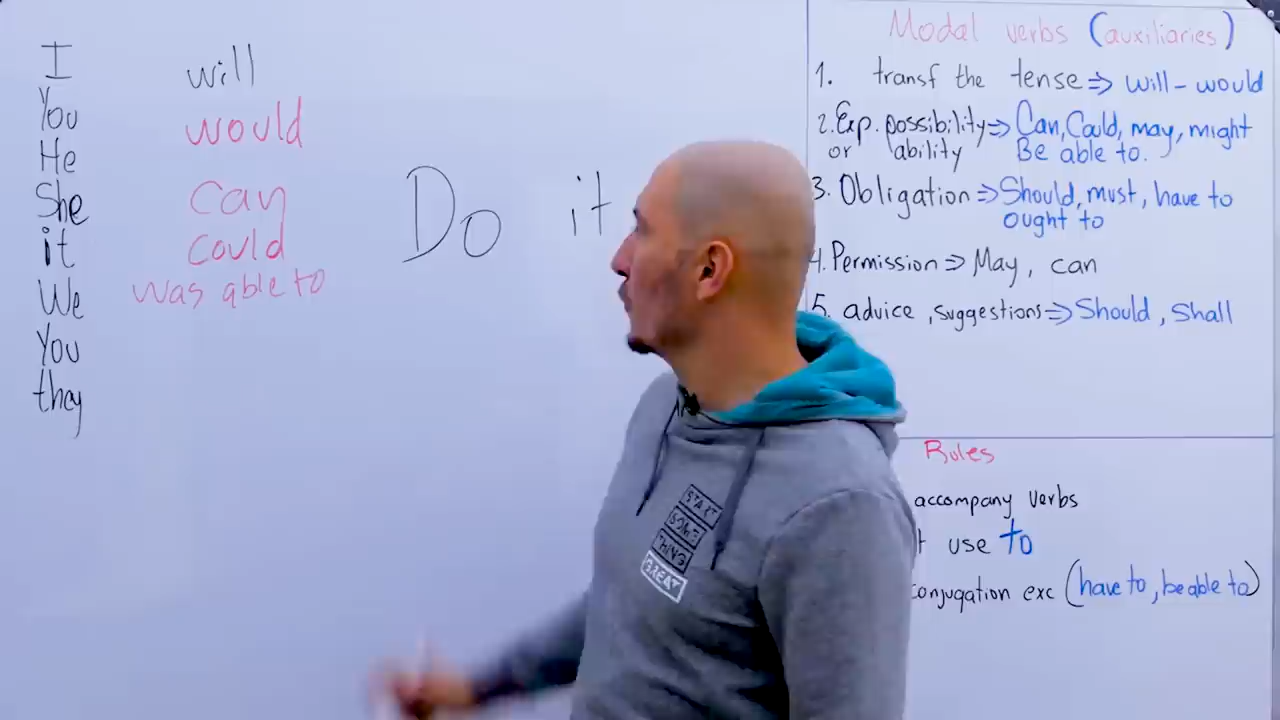 I
You
He
She
it
We
You
they
will
would
can
could
was able to
Do it
Modal verbs (auxiliaries)
1. transf the tense ⇒ will - would
2. Exp. possibility ⇒ Can, Could, may, might
or ability Be able to.
3. Obligation ⇒ Should, must, have to
ought to
4. Permission ⇒ May, can
5. advice, suggestions ⇒ Should, Shall
Rules
accompany verbs
use to
conjugation exc (have to, be able to)
START
SOME
THING
GREAT